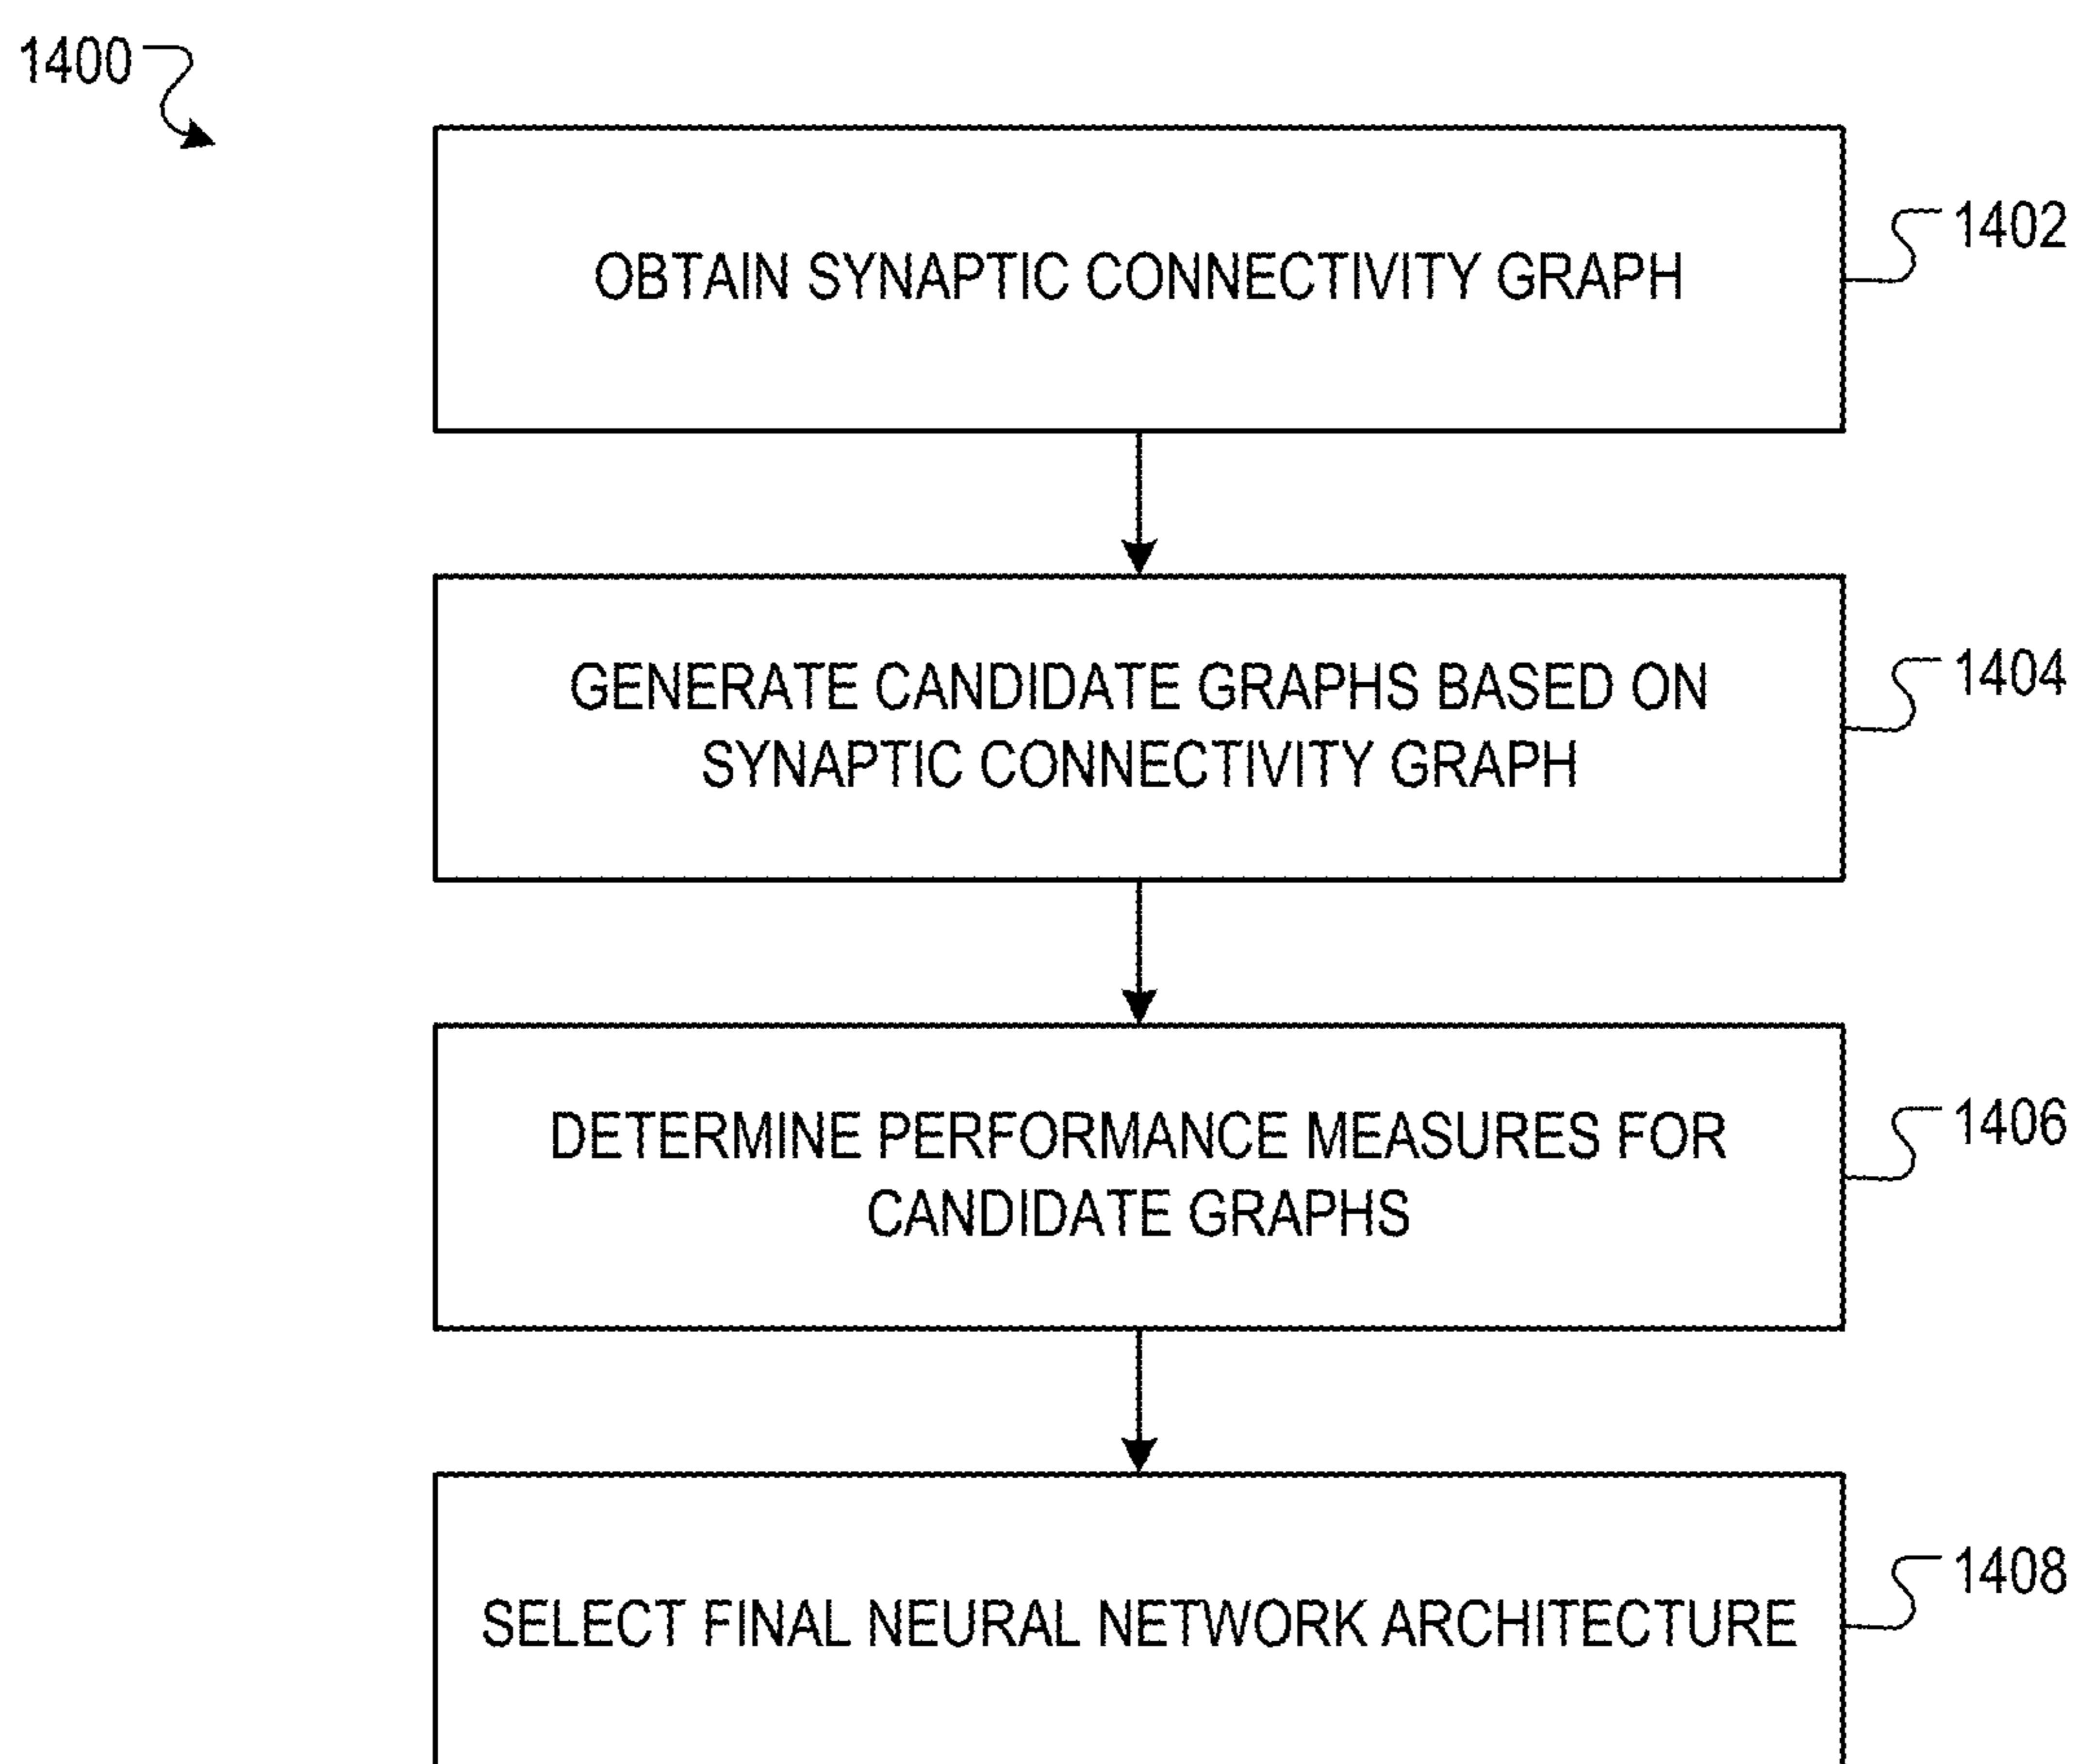 1400
OBTAIN SYNAPTIC CONNECTIVITY GRAPH
1402
GENERATE CANDIDATE GRAPHS BASED ON
SYNAPTIC CONNECTIVITY GRAPH
1404
DETERMINE PERFORMANCE MEASURES FOR
CANDIDATE GRAPHS
1406
SELECT FINAL NEURAL NETWORK ARCHITECTURE
1408